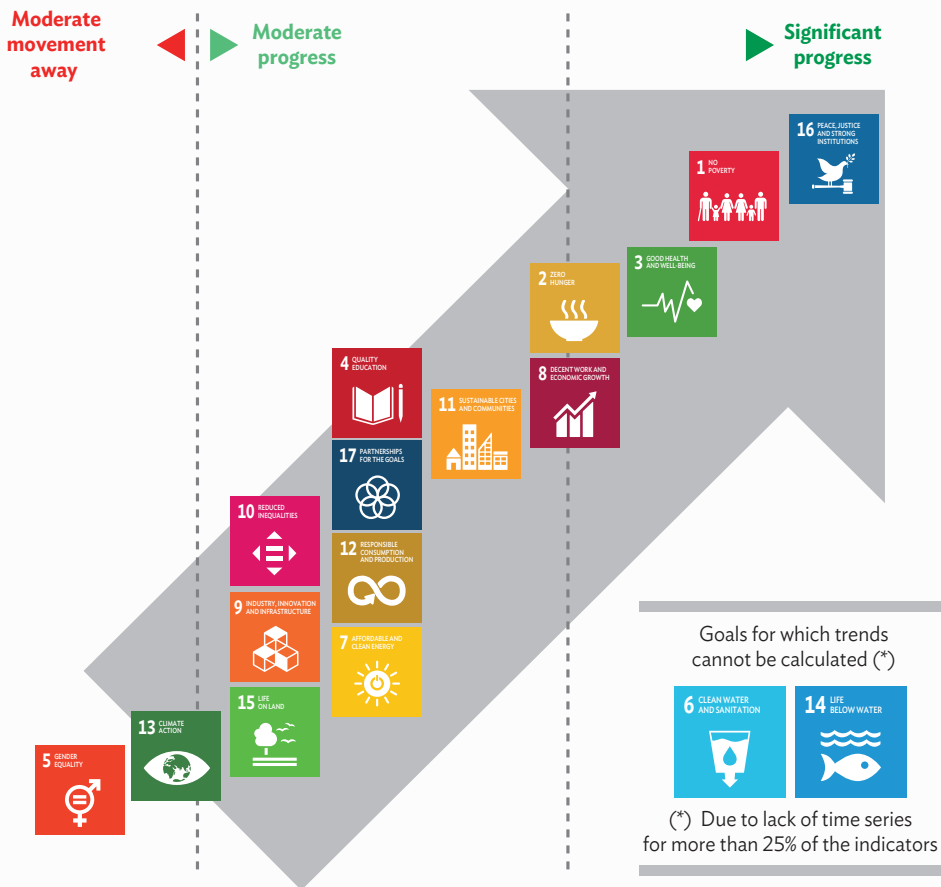 Moderate
movement
away
Moderate
progress
Significant
progress
16 PEACE, JUSTICE
AND STRONG
INSTITUTIONS
1 NO
POVERTY
3 GOOD HEALTH
AND WELL-BEING
2 ZERO
HUNGER
8 DECENT WORK AND
ECONOMIC GROWTH
4 QUALITY
EDUCATION
11 SUSTAINABLE CITIES
AND COMMUNITIES
17 PARTNERSHIPS
FOR THE GOALS
10 REDUCED
INEQUALITIES
12 RESPONSIBLE
CONSUMPTION
AND PRODUCTION
9 INDUSTRY, INNOVATION
AND INFRASTRUCTURE
7 AFFORDABLE AND
CLEAN ENERGY
15 LIFE
ON LAND
13 CLIMATE
ACTION
5 GENDER
EQUALITY
Goals for which trends
cannot be calculated (*)
6 CLEAN WATER
AND SANITATION
14 LIFE
BELOW WATER
(*) Due to lack of time series
for more than 25% of the indicators